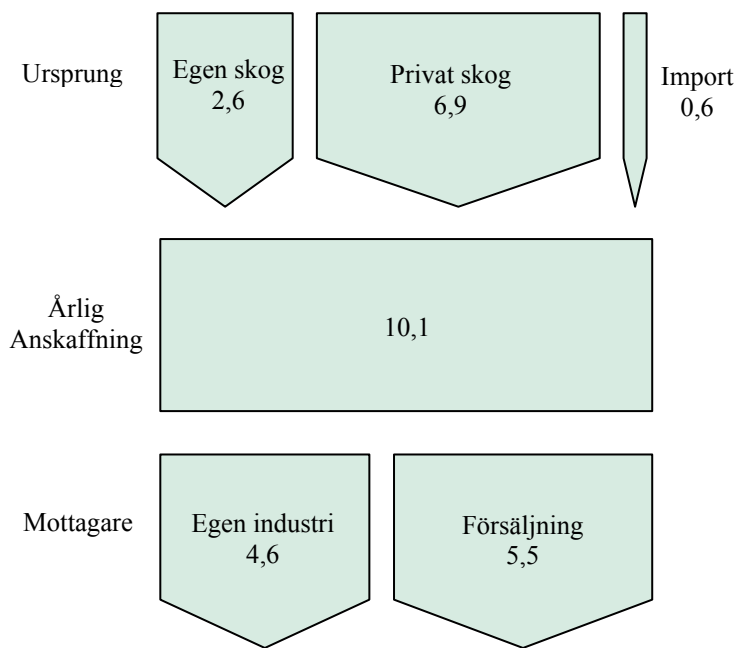 Ursprung
Egen skog
2,6
Privat skog
6,9
Import
0,6
Årlig
Anskaffning
10,1
Mottagare
Egen industri
4,6
Försäljning
5,5